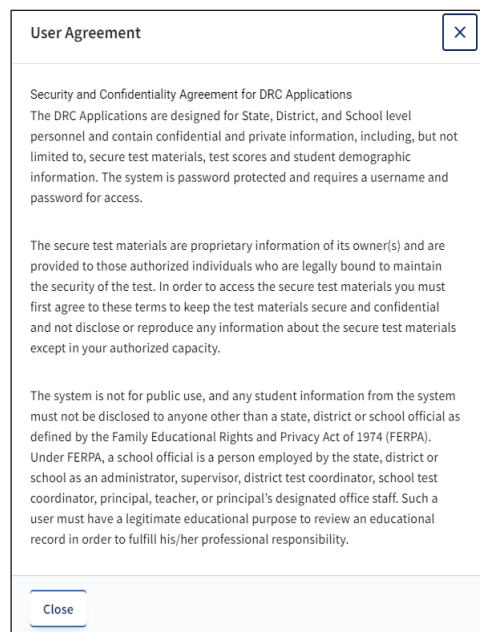 User Agreement
Security and Confidentiality Agreement for DRC Applications
The DRC Applications are designed for State, District, and School level
personnel and contain confidential and private information, including, but not
limited to, secure test materials, test scores and student demographic
information. The system is password protected and requires a username and
password for access.
The secure test materials are proprietary information of its owner(s) and are
provided to those authorized individuals who are legally bound to maintain
the security of the test. In order to access the secure test materials you must
first agree to these terms to keep the test materials secure and confidential
and not disclose or reproduce any information about the secure test materials
except in your authorized capacity.
The system is not for public use, and any student information from the system
must not be disclosed to anyone other than a state, district or school official as
defined by the Family Educational Rights and Privacy Act of 1974 (FERPA).
Under FERPA, a school official is a person employed by the state, district or
school as an administrator, supervisor, district test coordinator, school test
coordinator, principal, teacher, or principal's designated office staff. Such a
user must have a legitimate educational purpose to review an educational
record in order to fulfill his/her professional responsibility.
Close